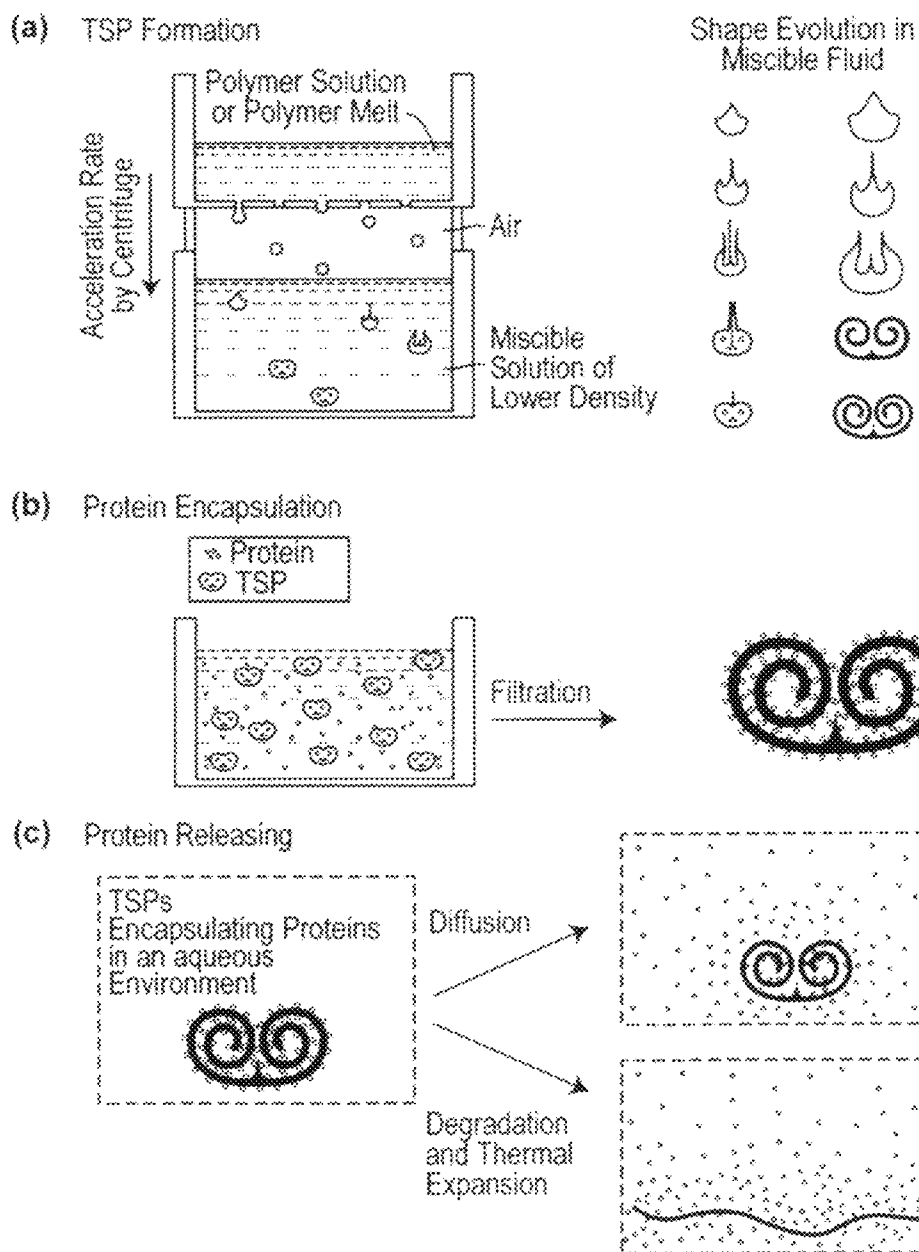 (a) TSP Formation
Shape Evolution in
Miscible Fluid
Polymer Solution
or Polymer Melt
Acceleration Rate
by Centrifuge
Air
Miscible
Solution of
Lower Density
(b) Protein Encapsulation
Protein
TSP
Filtration
(c) Protein Releasing
TSPs
Encapsulating Proteins
in an aqueous
Environment
Diffusion
Degradation
and Thermal
Expansion